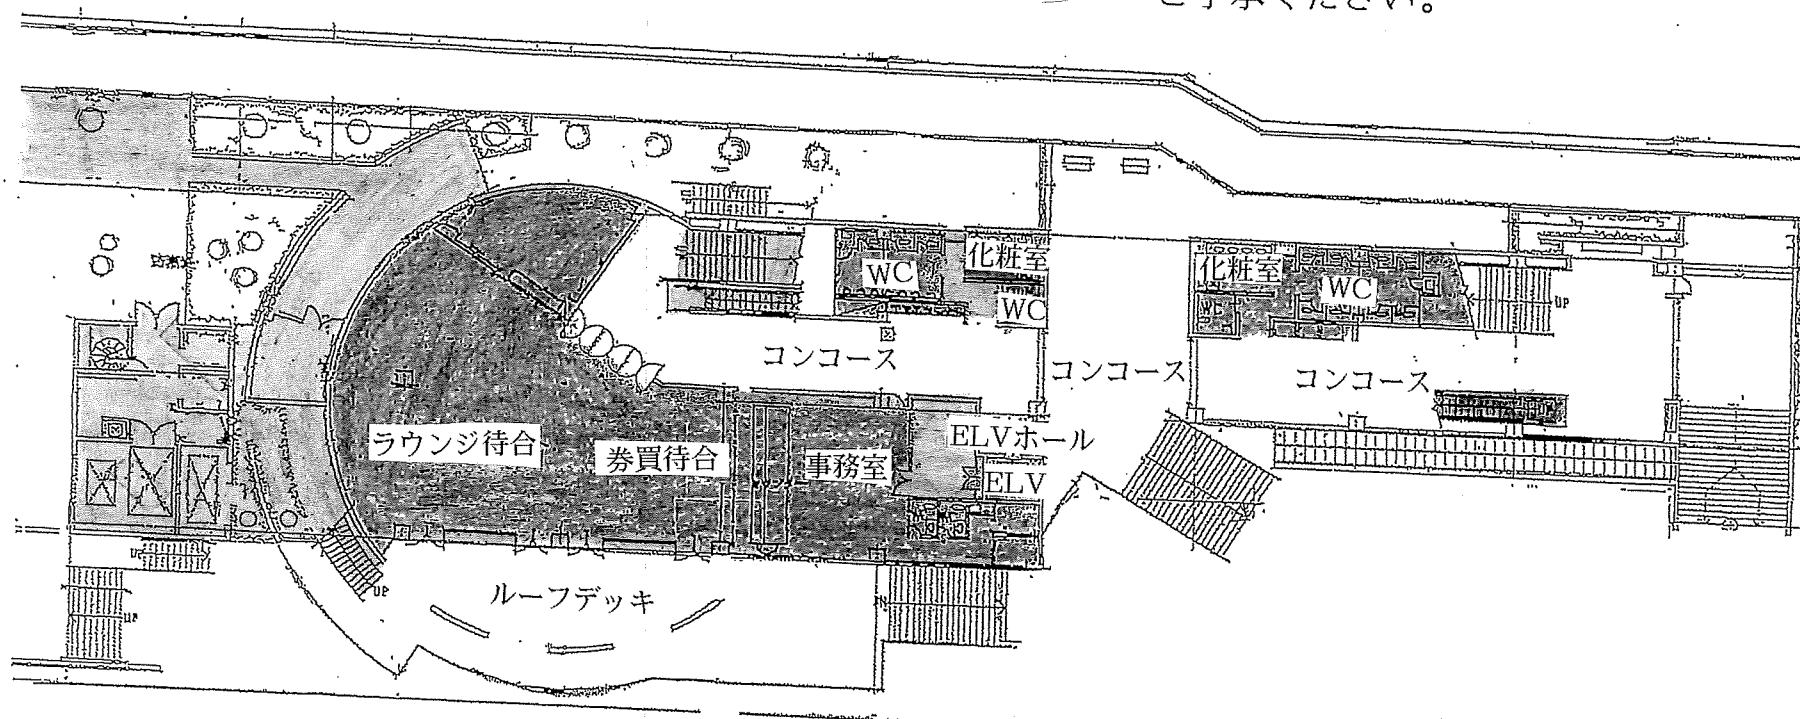 ご了承ください。
化粧室
WC
WC
化粧室
WC
WC
UP
コンコース
コンコース
コンコース
ラウンジ待合
券買待合
事務室
ELVホール
ELV
UP
UP
ルーフデッキ
UP